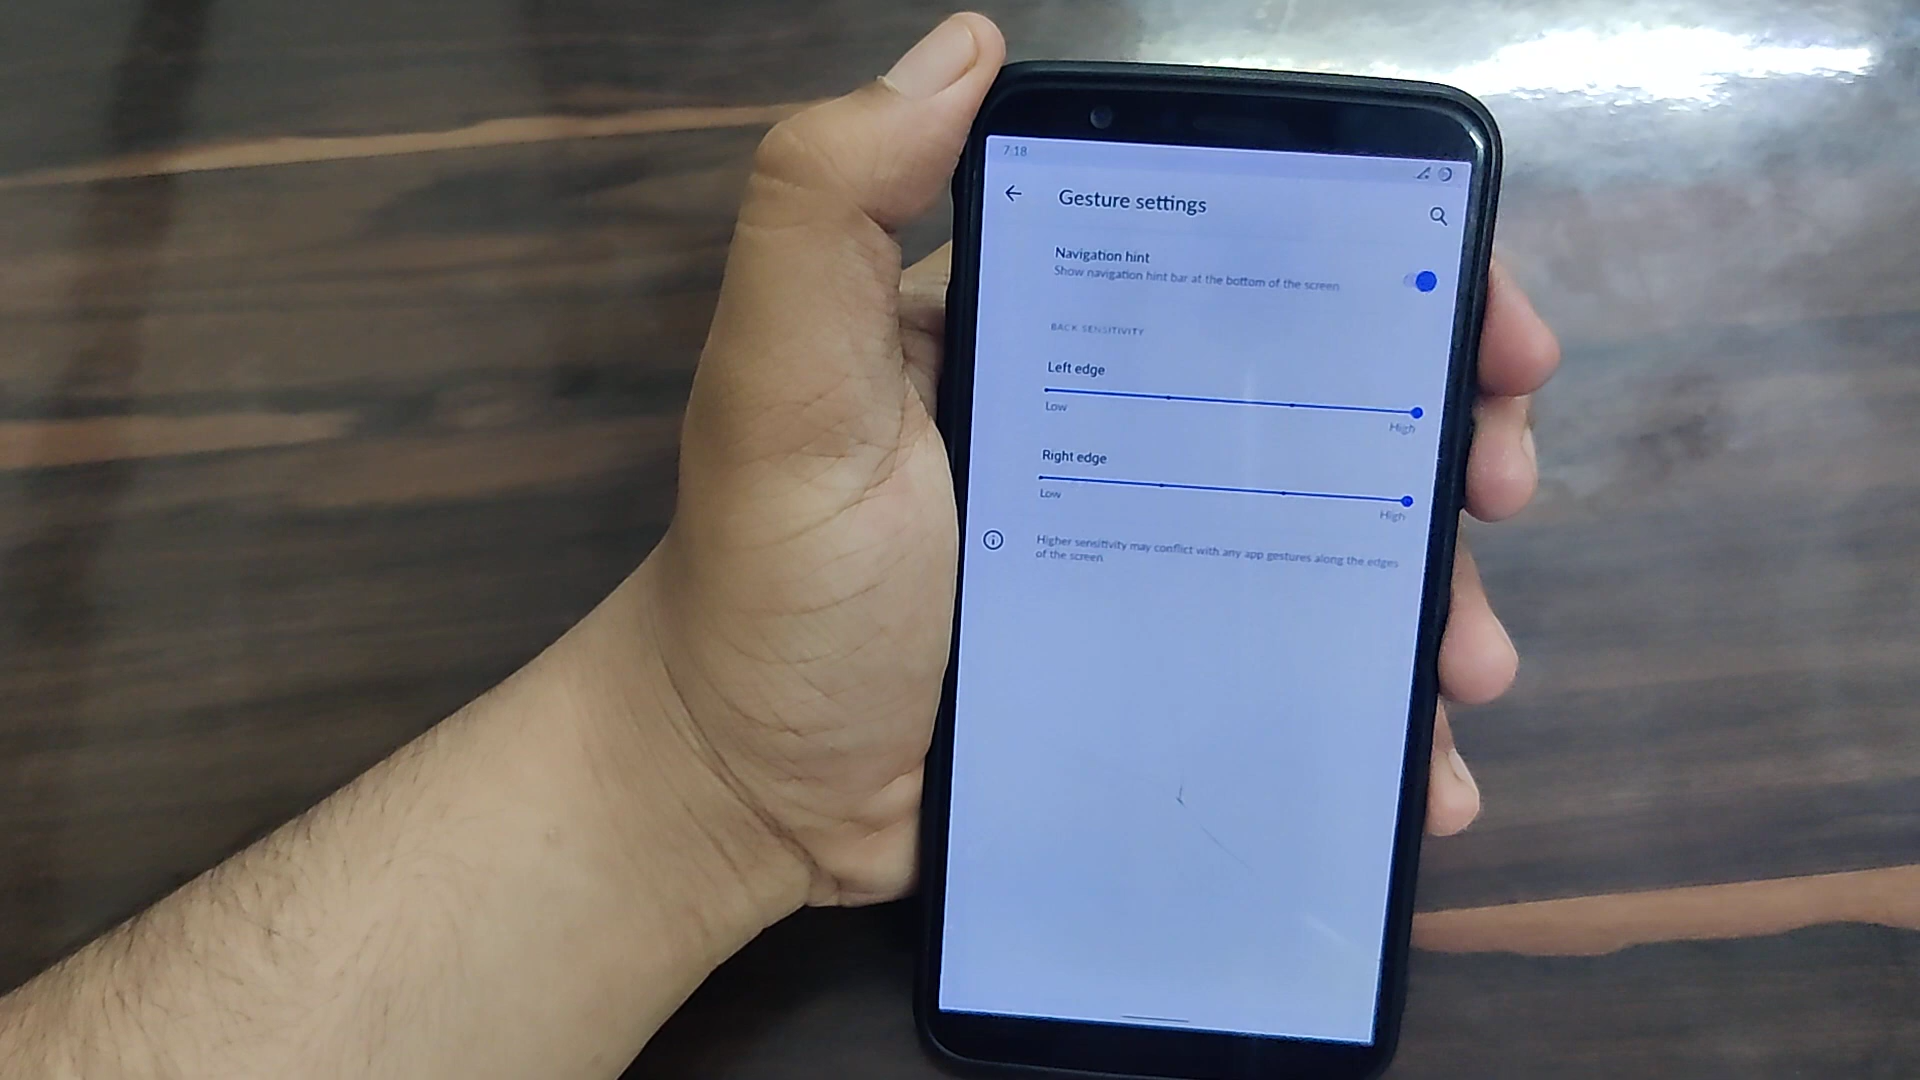 7:18
Gesture settings
Navigation hint
Show navigation hint bar at the bottom of the screen
BACK SENSITIVITY
Left edge
Low
High
Right edge
Low
High
Higher sensitivity may conflict with any app gestures along the edges
of the screen